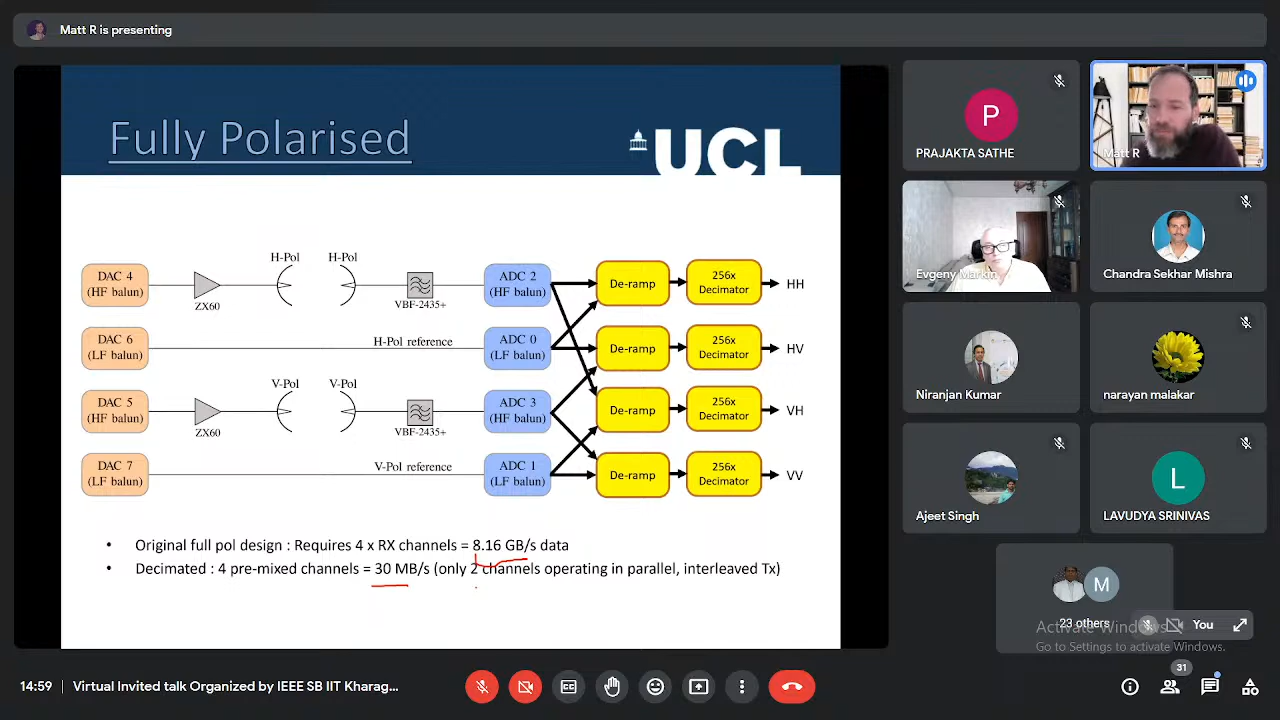 Matt R is presenting
Fully Polarised
UCL
H-Pol H-Pol
DAC 4
(HF balun)
ZX60
VBF-2435+
ADC 2
(HF balun)
De-ramp
256x
Decimator
HH
DAC 6
(LF balun)
H-Pol reference
ADC 0
(LF balun)
De-ramp
256x
Decimator
HV
V-Pol V-Pol
DAC 5
(HF balun)
ZX60
VBF-2435+
ADC 3
(HF balun)
De-ramp
256x
Decimator
VH
DAC 7
(LF balun)
V-Pol reference
ADC 1
(LF balun)
De-ramp
256x
Decimator
VV
• Original full pol design : Requires 4 x RX channels = 8.16 GB/s data
• Decimated : 4 pre-mixed channels = 30 MB/s (only 2 channels operating in parallel, interleaved Tx)
P
PRAJAKTA SATHE
Matt R
Evgeny Markin
Chandra Sekhar Mishra
Niranjan Kumar
narayan malakar
Ajeet Singh
L
LAVUDYA SRINIVAS
M
23 others
You
Activate Windows
Go to Settings to activate Windows.
14:59 | Virtual Invited talk Organized by IEEE SB IIT Kharag...
31